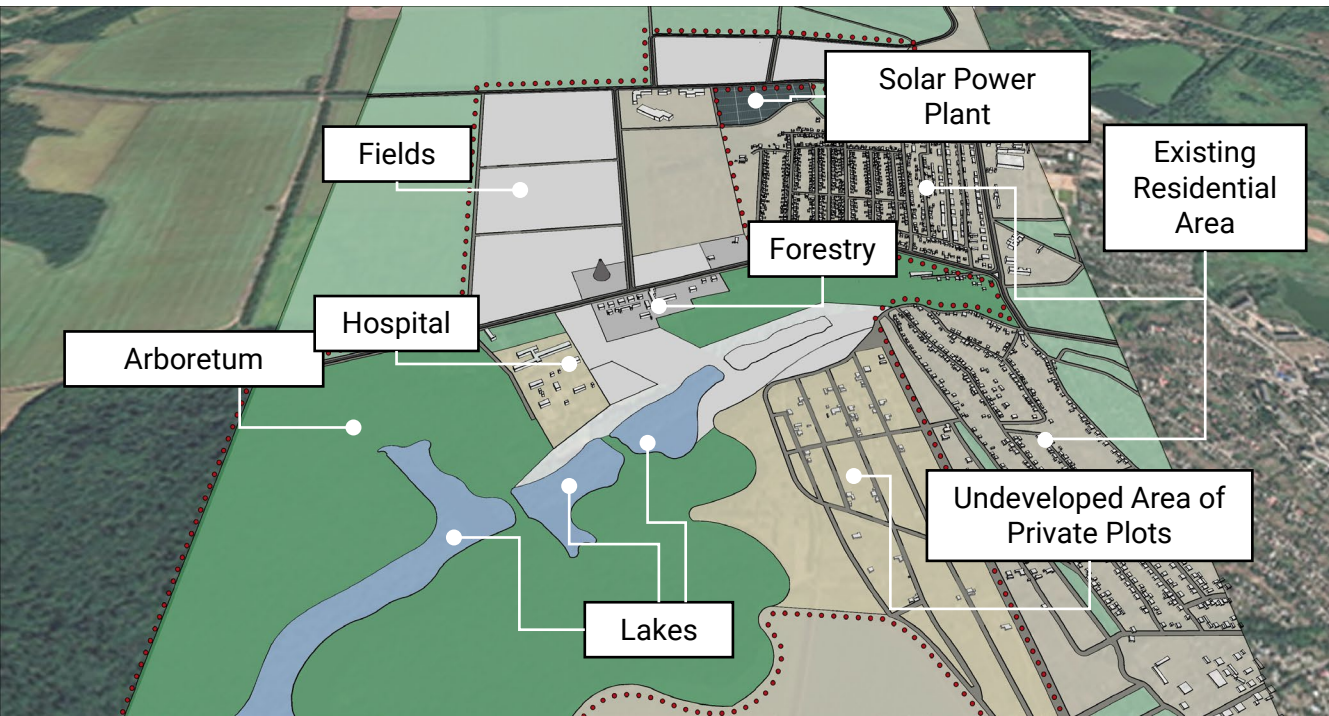 Solar Power
Plant
Fields
Existing
Residential
Area
Forestry
Hospital
Arboretum
Undeveloped Area of
Private Plots
Lakes